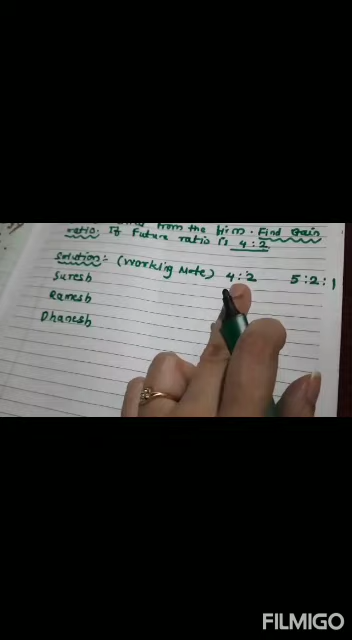 from the firm. Find Gain
ratio. If Future ratio is 4:2
Solution:- (Working Note) 4:2 5:2:1
Suresh
Ramesh
Dhanesh
FILMIGO